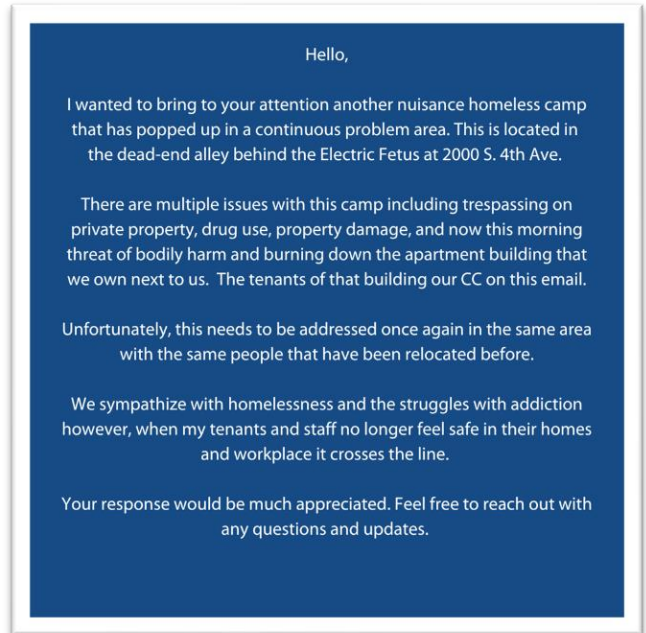 Hello,
I wanted to bring to your attention another nuisance homeless camp
that has popped up in a continuous problem area. This is located in
the dead-end alley behind the Electric Fetus at 2000 S. 4th Ave.
There are multiple issues with this camp including trespassing on
private property, drug use, property damage, and now this morning
threat of bodily harm and burning down the apartment building that
we own next to us.  The tenants of that building our CC on this email.
Unfortunately, this needs to be addressed once again in the same area
with the same people that have been relocated before.
We sympathize with homelessness and the struggles with addiction
however, when my tenants and staff no longer feel safe in their homes
and workplace it crosses the line.
Your response would be much appreciated. Feel free to reach out with
any questions and updates.